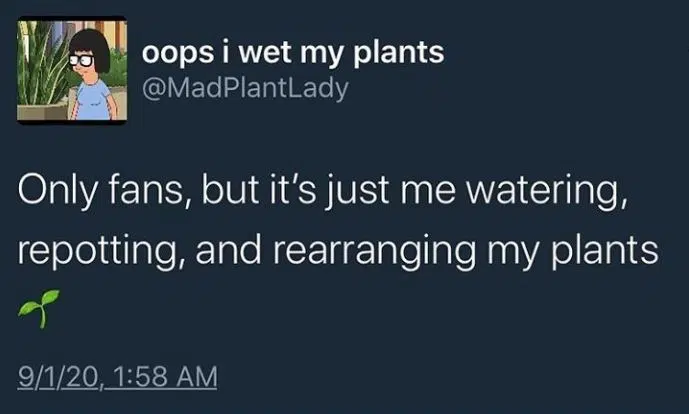 oops i wet my plants
@MadPlantLady
Only fans, but it's just me watering,
repotting, and rearranging my plants
🌱
9/1/20, 1:58 AM